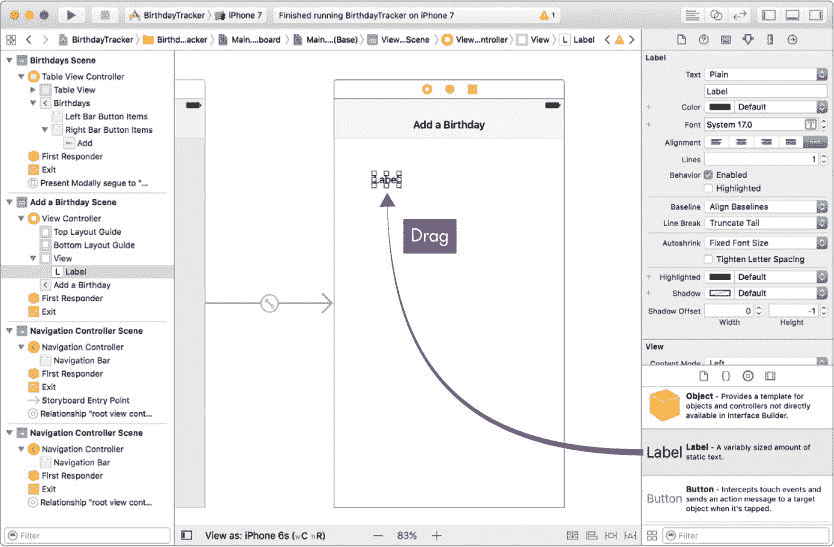 BirthdayTracker
iPhone 7
Finished running BirthdayTracker on iPhone 7
1
BirthdayTracker
Birthd...acker
Main....board
Main....(Base)
View...Scene
View...ntroller
View
L Label
Birthdays Scene
Table View Controller
Table View
Birthdays
Left Bar Button Items
Right Bar Button Items
Add
First Responder
Exit
Present Modally segue to "...
Add a Birthday Scene
View Controller
Top Layout Guide
Bottom Layout Guide
View
L Label
Add a Birthday
First Responder
Exit
Navigation Controller Scene
Navigation Controller
Navigation Bar
First Responder
Exit
Storyboard Entry Point
Relationship "root view cont...
Navigation Controller Scene
Navigation Controller
Navigation Bar
First Responder
Exit
Relationship "root view cont...
Filter
Add a Birthday
Label
Drag
View as: iPhone 6s (wC hR)
83%
Label
Text Plain
Label
Color Default
Font System 17.0
Alignment
Lines 1
Behavior Enabled
Highlighted
Baseline Align Baselines
Line Break Truncate Tail
Autoshrink Fixed Font Size
Tighten Letter Spacing
Highlighted Default
Shadow Default
Shadow Offset 0 -1
Width Height
View
Content Mode Left
Object - Provides a template for
objects and controllers not directly
available in Interface Builder.
Label Label - A variably sized amount of
static text.
Button Button - Intercepts touch events and
sends an action message to a target
object when it's tapped.
Filter